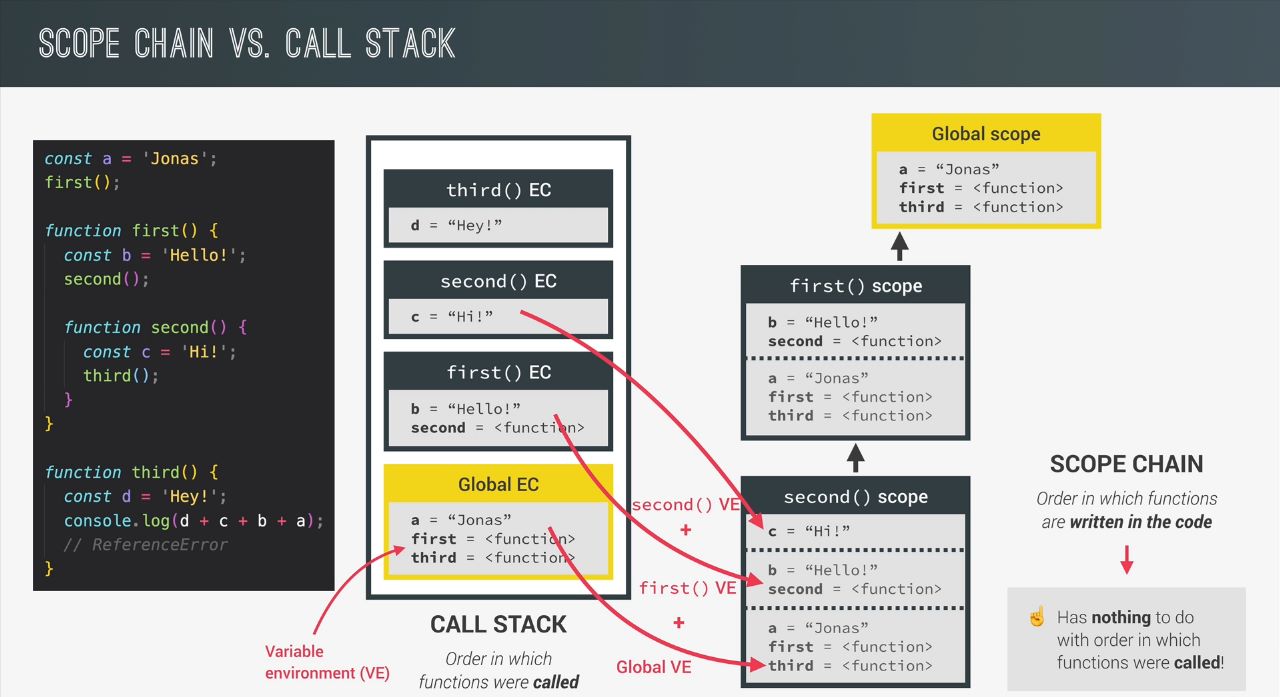 SCOPE CHAIN VS. CALL STACK
const a = 'Jonas';
first();
function first() {
const b = 'Hello!';
second();
function second() {
const c = 'Hi!';
third();
}
}
function third() {
const d = 'Hey!';
console.log(d + c + b + a);
// ReferenceError
}
third() EC
d = “Hey!”
second() EC
c = “Hi!”
first() EC
b = “Hello!”
second = <function>
Global EC
a = “Jonas”
first = <function>
third = <function>
Variable
environment (VE)
CALL STACK
Order in which
functions were called
second() VE
+
first() VE
+
Global VE
Global scope
a = “Jonas”
first = <function>
third = <function>
first() scope
b = “Hello!”
second = <function>
a = “Jonas”
first = <function>
third = <function>
second() scope
c = “Hi!”
b = “Hello!”
second = <function>
a = “Jonas”
first = <function>
third = <function>
SCOPE CHAIN
Order in which functions
are written in the code
☝ Has nothing to do
with order in which
functions were called!